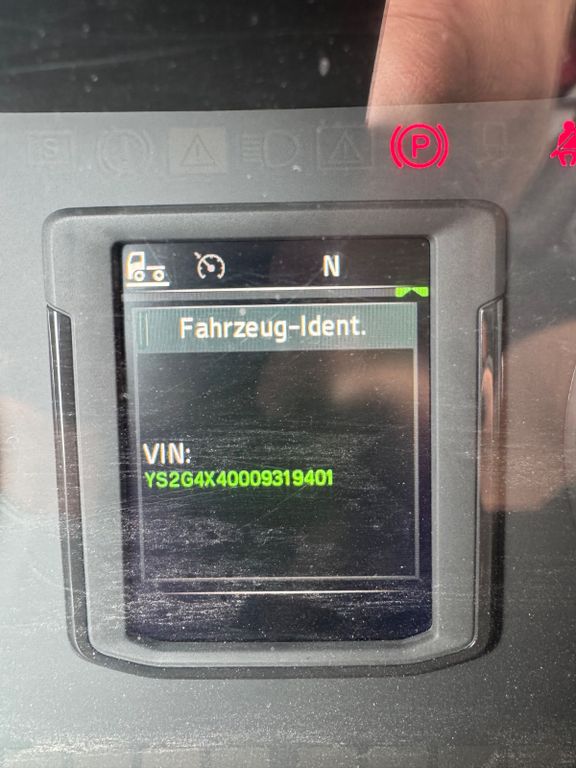 S
P
N
Fahrzeug-Ident.
VIN:
YS2G4X40009319401